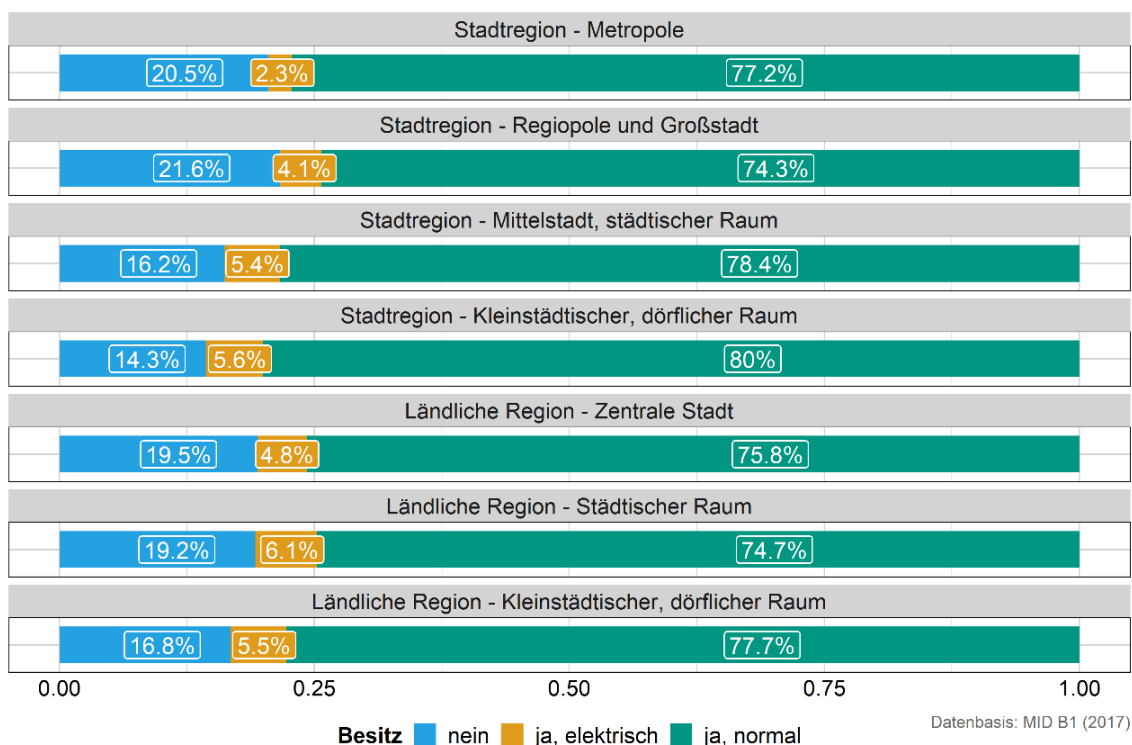 Stadtregion - Metropole
20.5% 2.3% 77.2%
Stadtregion - Regiopole und Großstadt
21.6% 4.1% 74.3%
Stadtregion - Mittelstadt, städtischer Raum
16.2% 5.4% 78.4%
Stadtregion - Kleinstädtischer, dörflicher Raum
14.3% 5.6% 80%
Ländliche Region - Zentrale Stadt
19.5% 4.8% 75.8%
Ländliche Region - Städtischer Raum
19.2% 6.1% 74.7%
Ländliche Region - Kleinstädtischer, dörflicher Raum
16.8% 5.5% 77.7%
0.00 0.25 0.50 0.75 1.00
Besitz nein ja, elektrisch ja, normal
Datenbasis: MID B1 (2017)